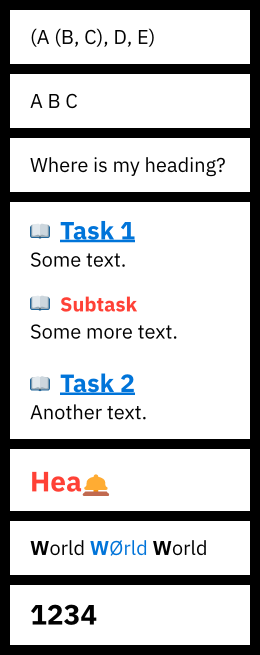 (A (B, C), D, E)
A B C
Where is my heading?
📖 Task 1
Some text.
📖 Subtask
Some more text.
📖 Task 2
Another text.
Hea🛎️
World WØrld World
1234